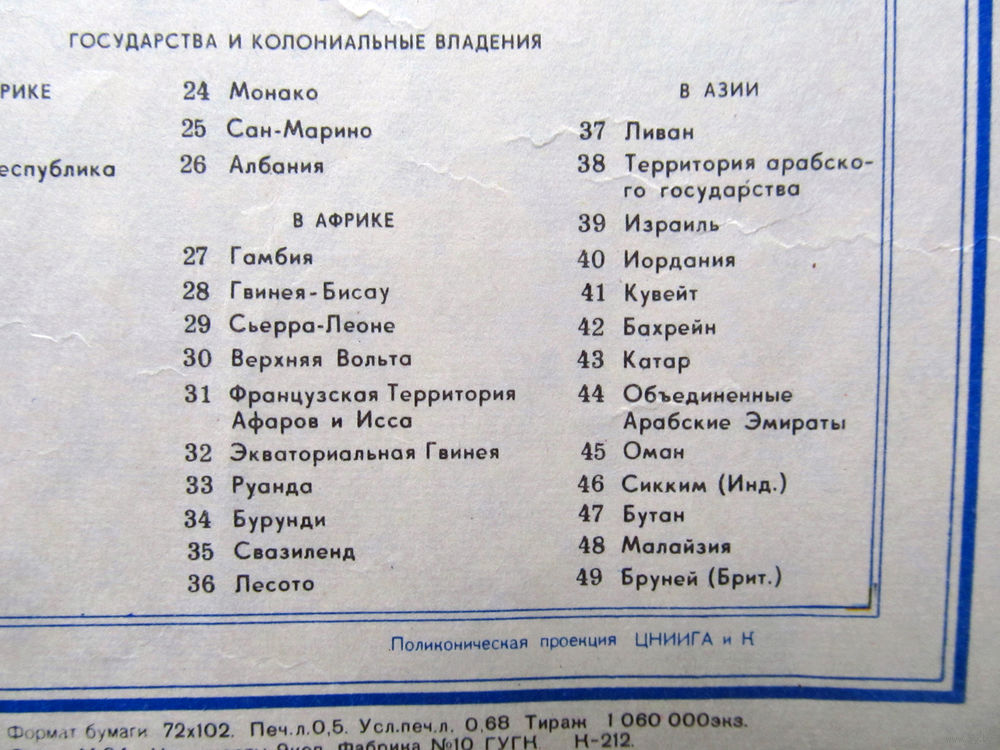 ГОСУДАРСТВА И КОЛОНИАЛЬНЫЕ ВЛАДЕНИЯ
РИКЕ
еспублика
24 Монако
25 Сан-Марино
26 Албания
В АФРИКЕ
27 Гамбия
28 Гвинея-Бисау
29 Сьерра-Леоне
30 Верхняя Вольта
31 Французская Территория
Афаров и Исса
32 Экваториальная Гвинея
33 Руанда
34 Бурунди
35 Свазиленд
36 Лесото
В АЗИИ
37 Ливан
38 Территория арабско-
го государства
39 Израиль
40 Иордания
41 Кувейт
42 Бахрейн
43 Катар
44 Объединенные
Арабские Эмираты
45 Оман
46 Сикким (Инд.)
47 Бутан
48 Малайзия
49 Бруней (Брит.)
Поликоническая проекция ЦНИИГА и К
Формат бумаги 72х102. Печ.л.0,5. Усл.печ.л. 0,68 Тираж 1 060 000экз.
Фабрика №10 ГУГК К-212.